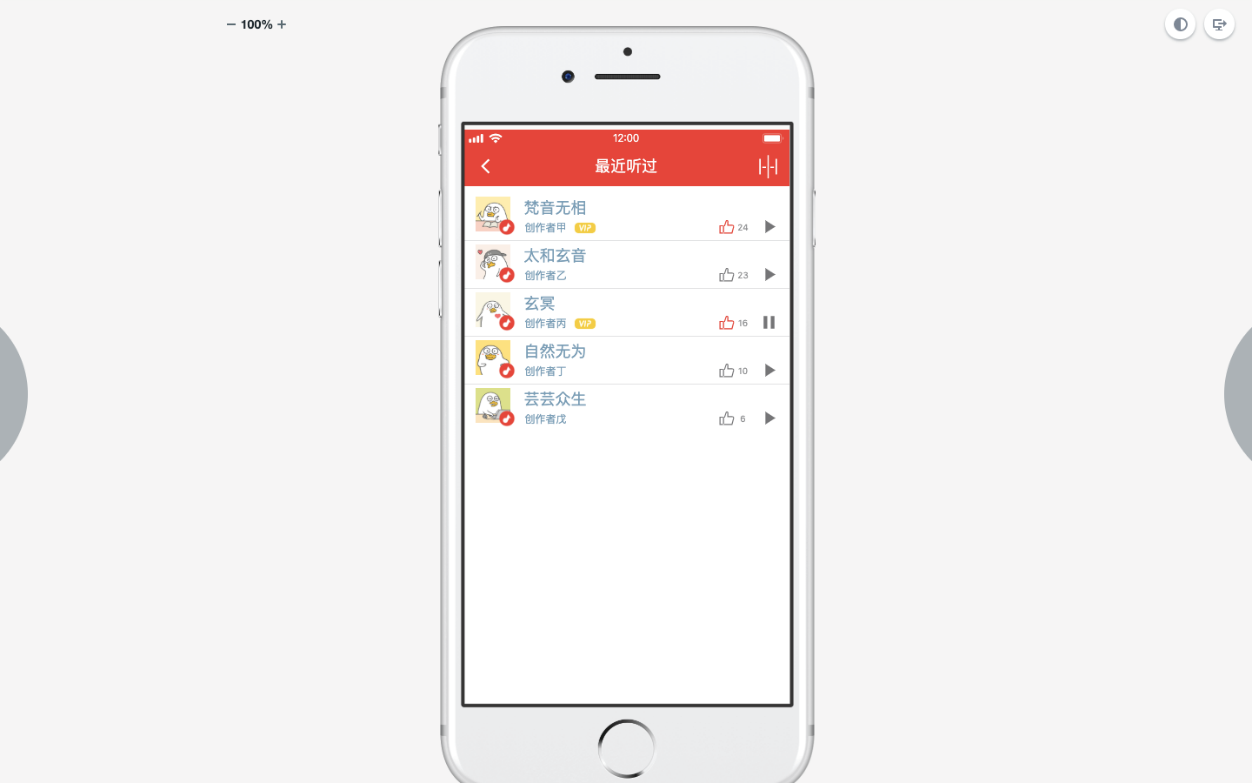 − 100% +
12:00
最近听过
梵音无相
创作者甲 VIP 24
太和玄音
创作者乙 23
玄冥
创作者丙 VIP 16
自然无为
创作者丁 10
芸芸众生
创作者戊 6